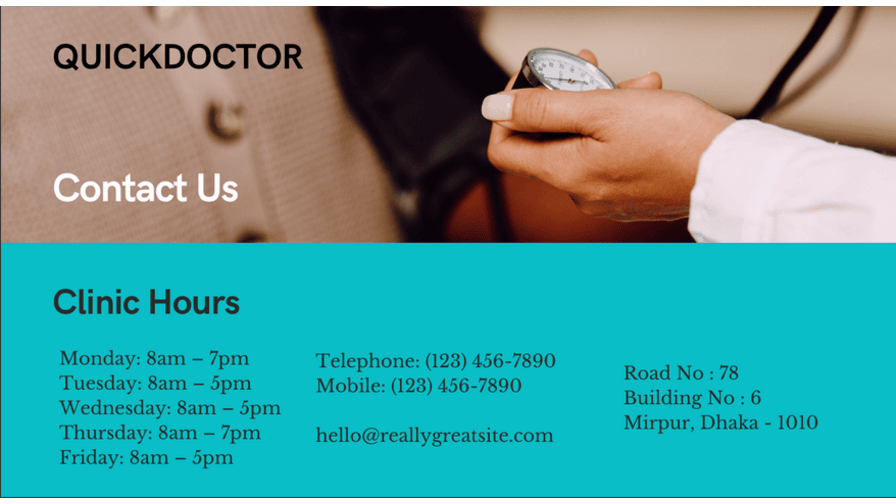 QUICKDOCTOR
Contact Us
Clinic Hours
Monday: 8am – 7pm
Tuesday: 8am – 5pm
Wednesday: 8am – 5pm
Thursday: 8am – 7pm
Friday: 8am – 5pm
Telephone: (123) 456-7890
Mobile: (123) 456-7890
hello@reallygreatsite.com
Road No : 78
Building No : 6
Mirpur, Dhaka - 1010